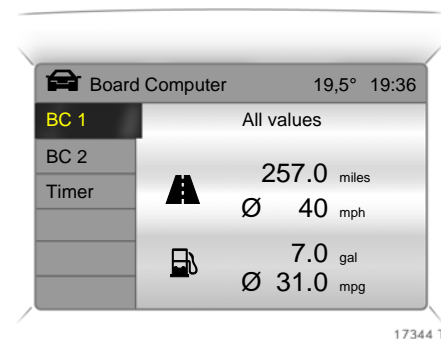 Board Computer 19,5° 19:36
BC 1
All values
BC 2
Timer
257.0 miles
Ø 40 mph
7.0 gal
Ø 31.0 mpg
17344 T